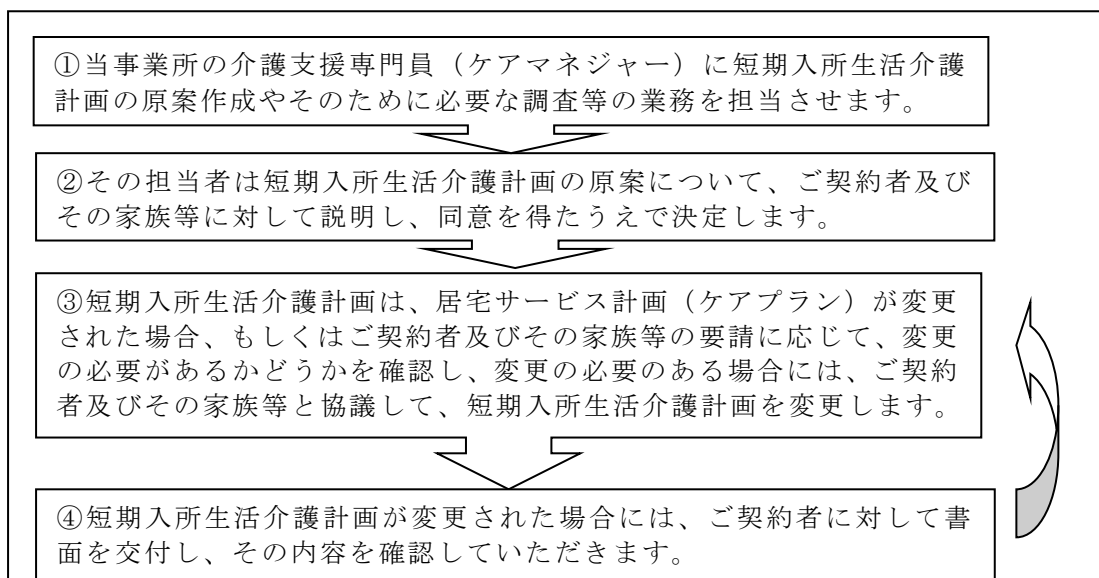 ①当事業所の介護支援専門員（ケアマネジャー）に短期入所生活介護
計画の原案作成やそのために必要な調査等の業務を担当させます。
②その担当者は短期入所生活介護計画の原案について、ご契約者及び
その家族等に対して説明し、同意を得たうえで決定します。
③短期入所生活介護計画は、居宅サービス計画（ケアプラン）が変更
された場合、もしくはご契約者及びその家族等の要請に応じて、変更
の必要があるかどうかを確認し、変更の必要のある場合には、ご契約
者及びその家族等と協議して、短期入所生活介護計画を変更します。
④短期入所生活介護計画が変更された場合には、ご契約者に対して書
面を交付し、その内容を確認していただきます。